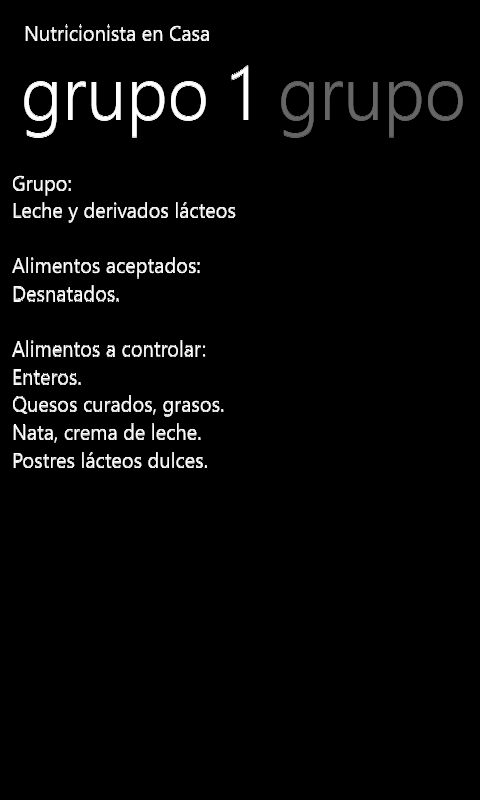 Nutricionista en Casa
grupo 1 grupo
Grupo:
Leche y derivados lácteos
Alimentos aceptados:
Desnatados.
Alimentos a controlar:
Enteros.
Quesos curados, grasos.
Nata, crema de leche.
Postres lácteos dulces.